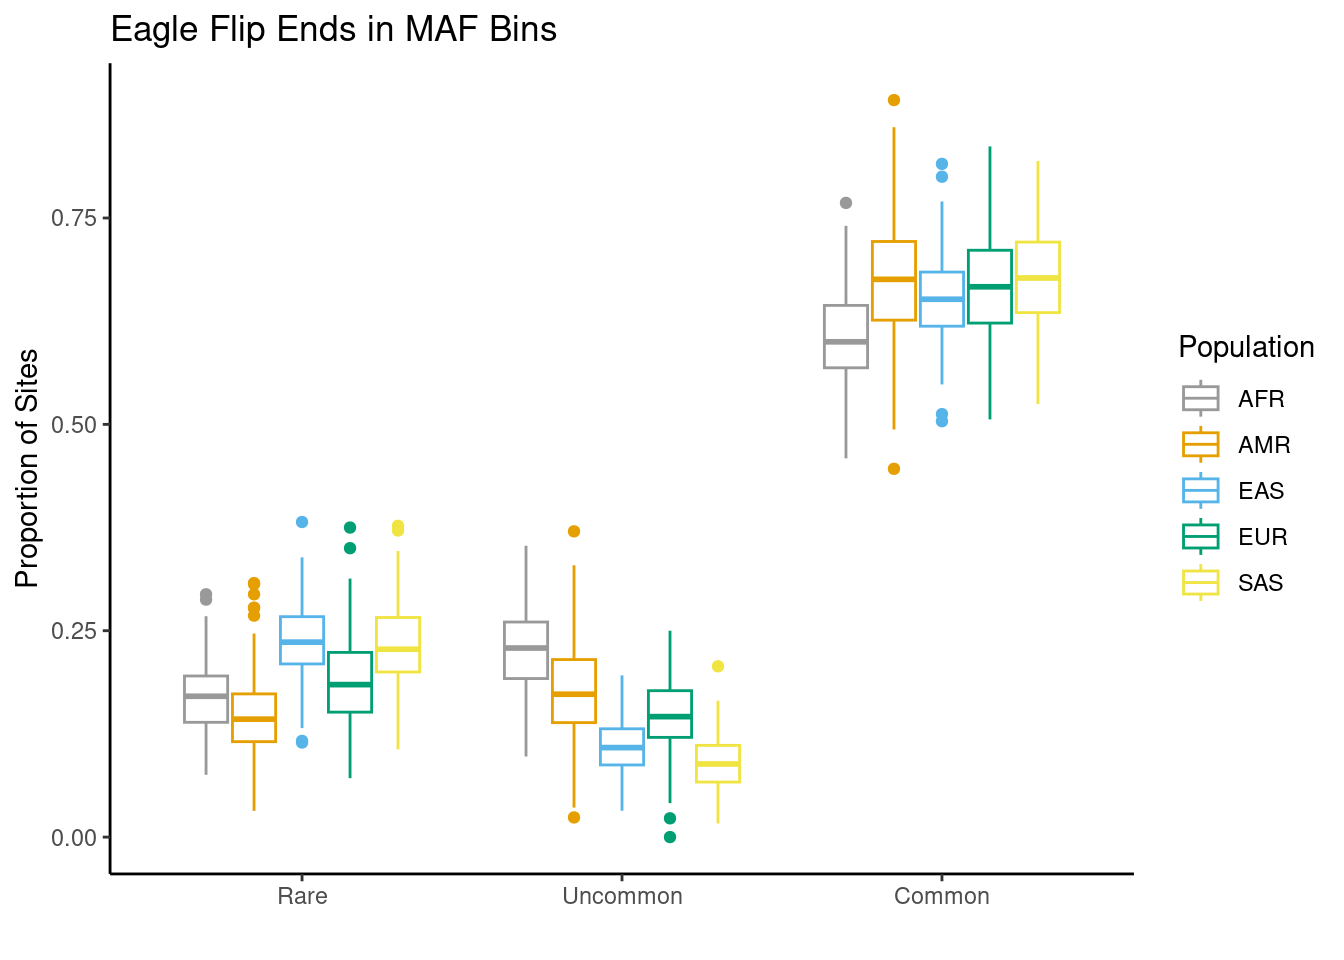 Eagle Flip Ends in MAF Bins
Proportion of Sites
0.75
0.50
0.25
0.00
Rare Uncommon Common
Population
AFR
AMR
EAS
EUR
SAS